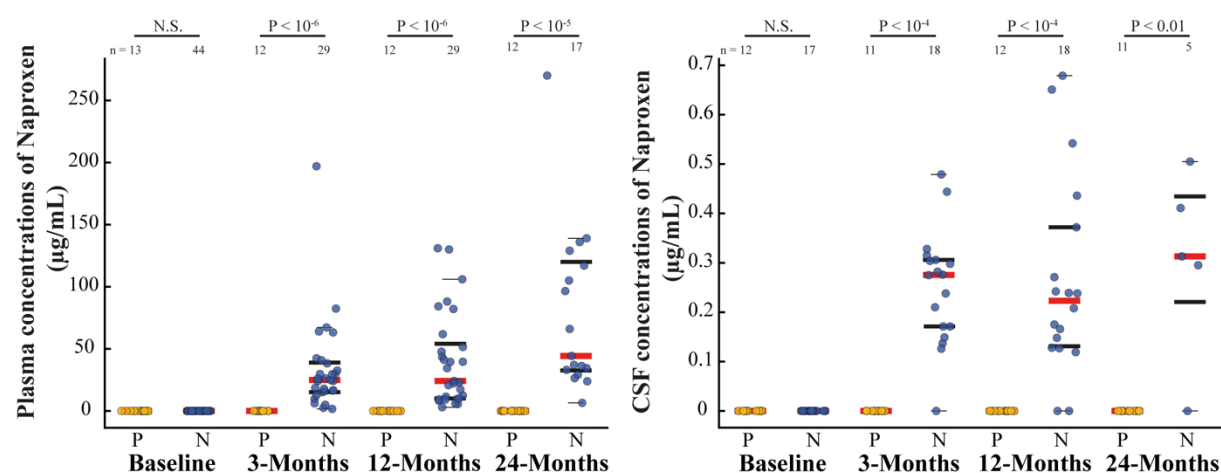 N.S. P < 10⁻⁶ P < 10⁻⁶ P < 10⁻⁵
n = 13 44 12 29 12 29 12 17
Plasma concentrations of Naproxen
(μg/mL)
250
200
150
100
50
0
P N P N P N P N
Baseline 3-Months 12-Months 24-Months
N.S. P < 10⁻⁴ P < 10⁻⁴ P < 0.01
n = 12 17 11 18 12 18 11 5
CSF concentrations of Naproxen
(μg/mL)
0.7
0.6
0.5
0.4
0.3
0.2
0.1
0
P N P N P N P N
Baseline 3-Months 12-Months 24-Months